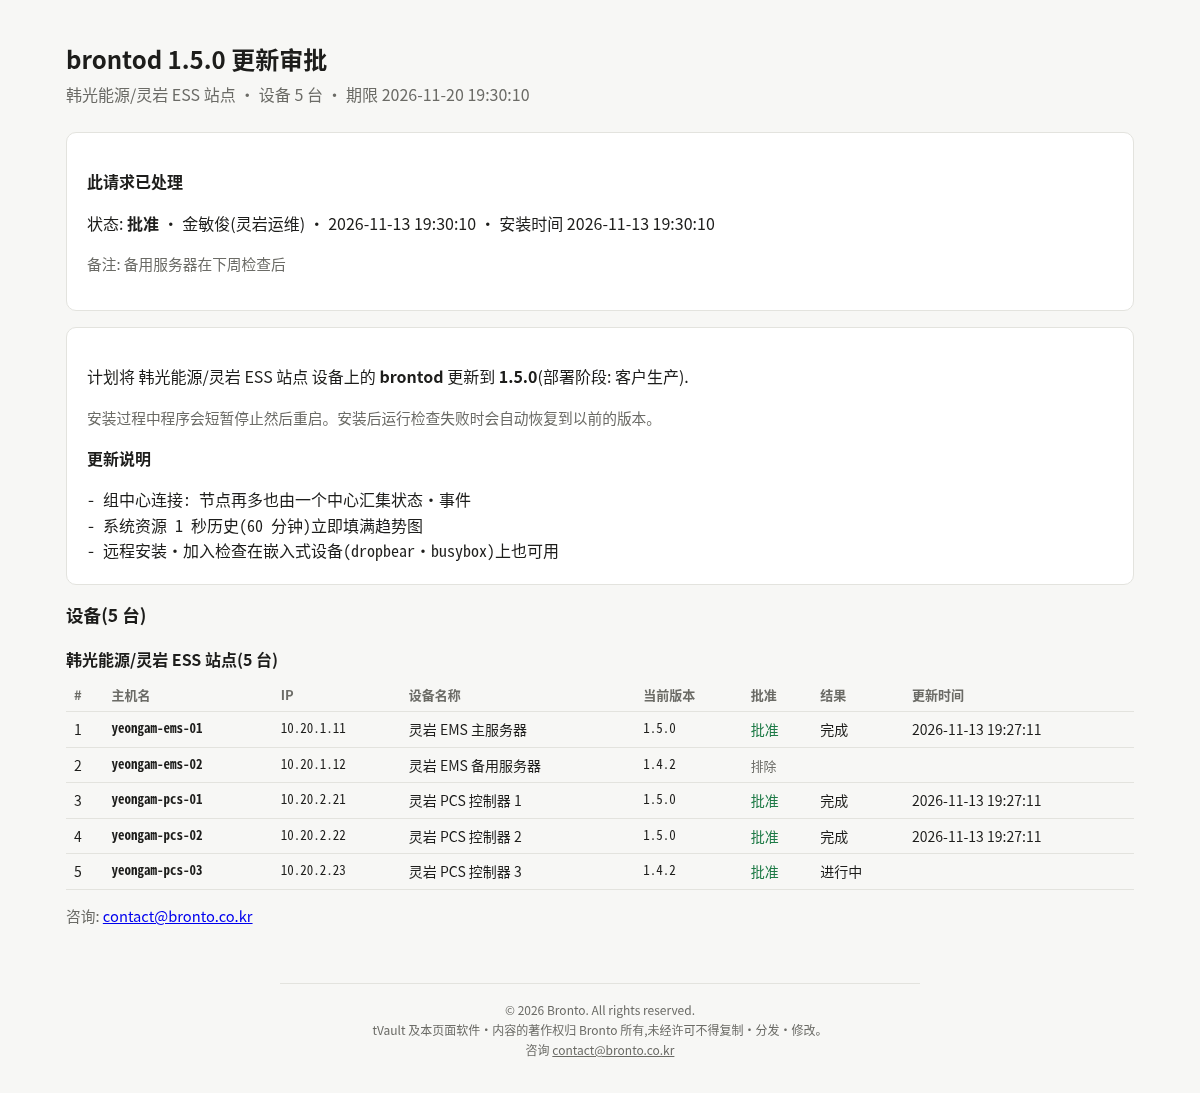 brontod 1.5.0 更新审批
韩光能源/灵岩 ESS 站点 · 设备 5 台 · 期限 2026-11-20 19:30:10
此请求已处理
状态: 批准 · 金敏俊(灵岩运维) · 2026-11-13 19:30:10 · 安装时间 2026-11-13 19:30:10
备注: 备用服务器在下周检查后
计划将 韩光能源/灵岩 ESS 站点 设备上的 brontod 更新到 1.5.0(部署阶段: 客户生产).
安装过程中程序会短暂停止然后重启。安装后运行检查失败时会自动恢复到以前的版本。
更新说明
- 组中心连接: 节点再多也由一个中心汇集状态·事件
- 系统资源 1 秒历史(60 分钟)立即填满趋势图
- 远程安装·加入检查在嵌入式设备(dropbear·busybox)上也可用
设备(5 台)
韩光能源/灵岩 ESS 站点(5 台)
# 主机名 IP 设备名称 当前版本 批准 结果 更新时间
1 yeongam-ems-01 10.20.1.11 灵岩 EMS 主服务器 1.5.0 批准 完成 2026-11-13 19:27:11
2 yeongam-ems-02 10.20.1.12 灵岩 EMS 备用服务器 1.4.2 排除
3 yeongam-pcs-01 10.20.2.21 灵岩 PCS 控制器 1 1.5.0 批准 完成 2026-11-13 19:27:11
4 yeongam-pcs-02 10.20.2.22 灵岩 PCS 控制器 2 1.5.0 批准 完成 2026-11-13 19:27:11
5 yeongam-pcs-03 10.20.2.23 灵岩 PCS 控制器 3 1.4.2 批准 进行中
咨询: contact@bronto.co.kr
© 2026 Bronto. All rights reserved.
tVault 及本页面软件·内容的著作权归 Bronto 所有,未经许可不得复制·分发·修改。
咨询 contact@bronto.co.kr